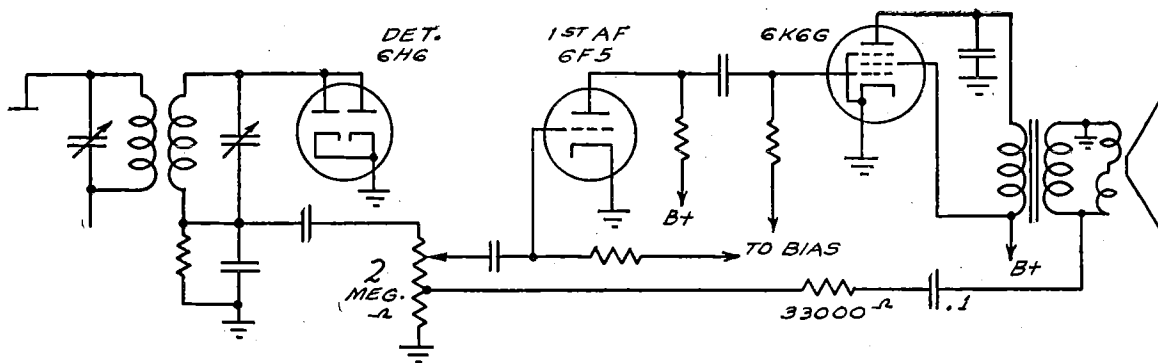 DET.
6H6
1ST AF
6F5
6K6G
B+
TO BIAS
B+
2
MEG.
Ω
33000 Ω
.1